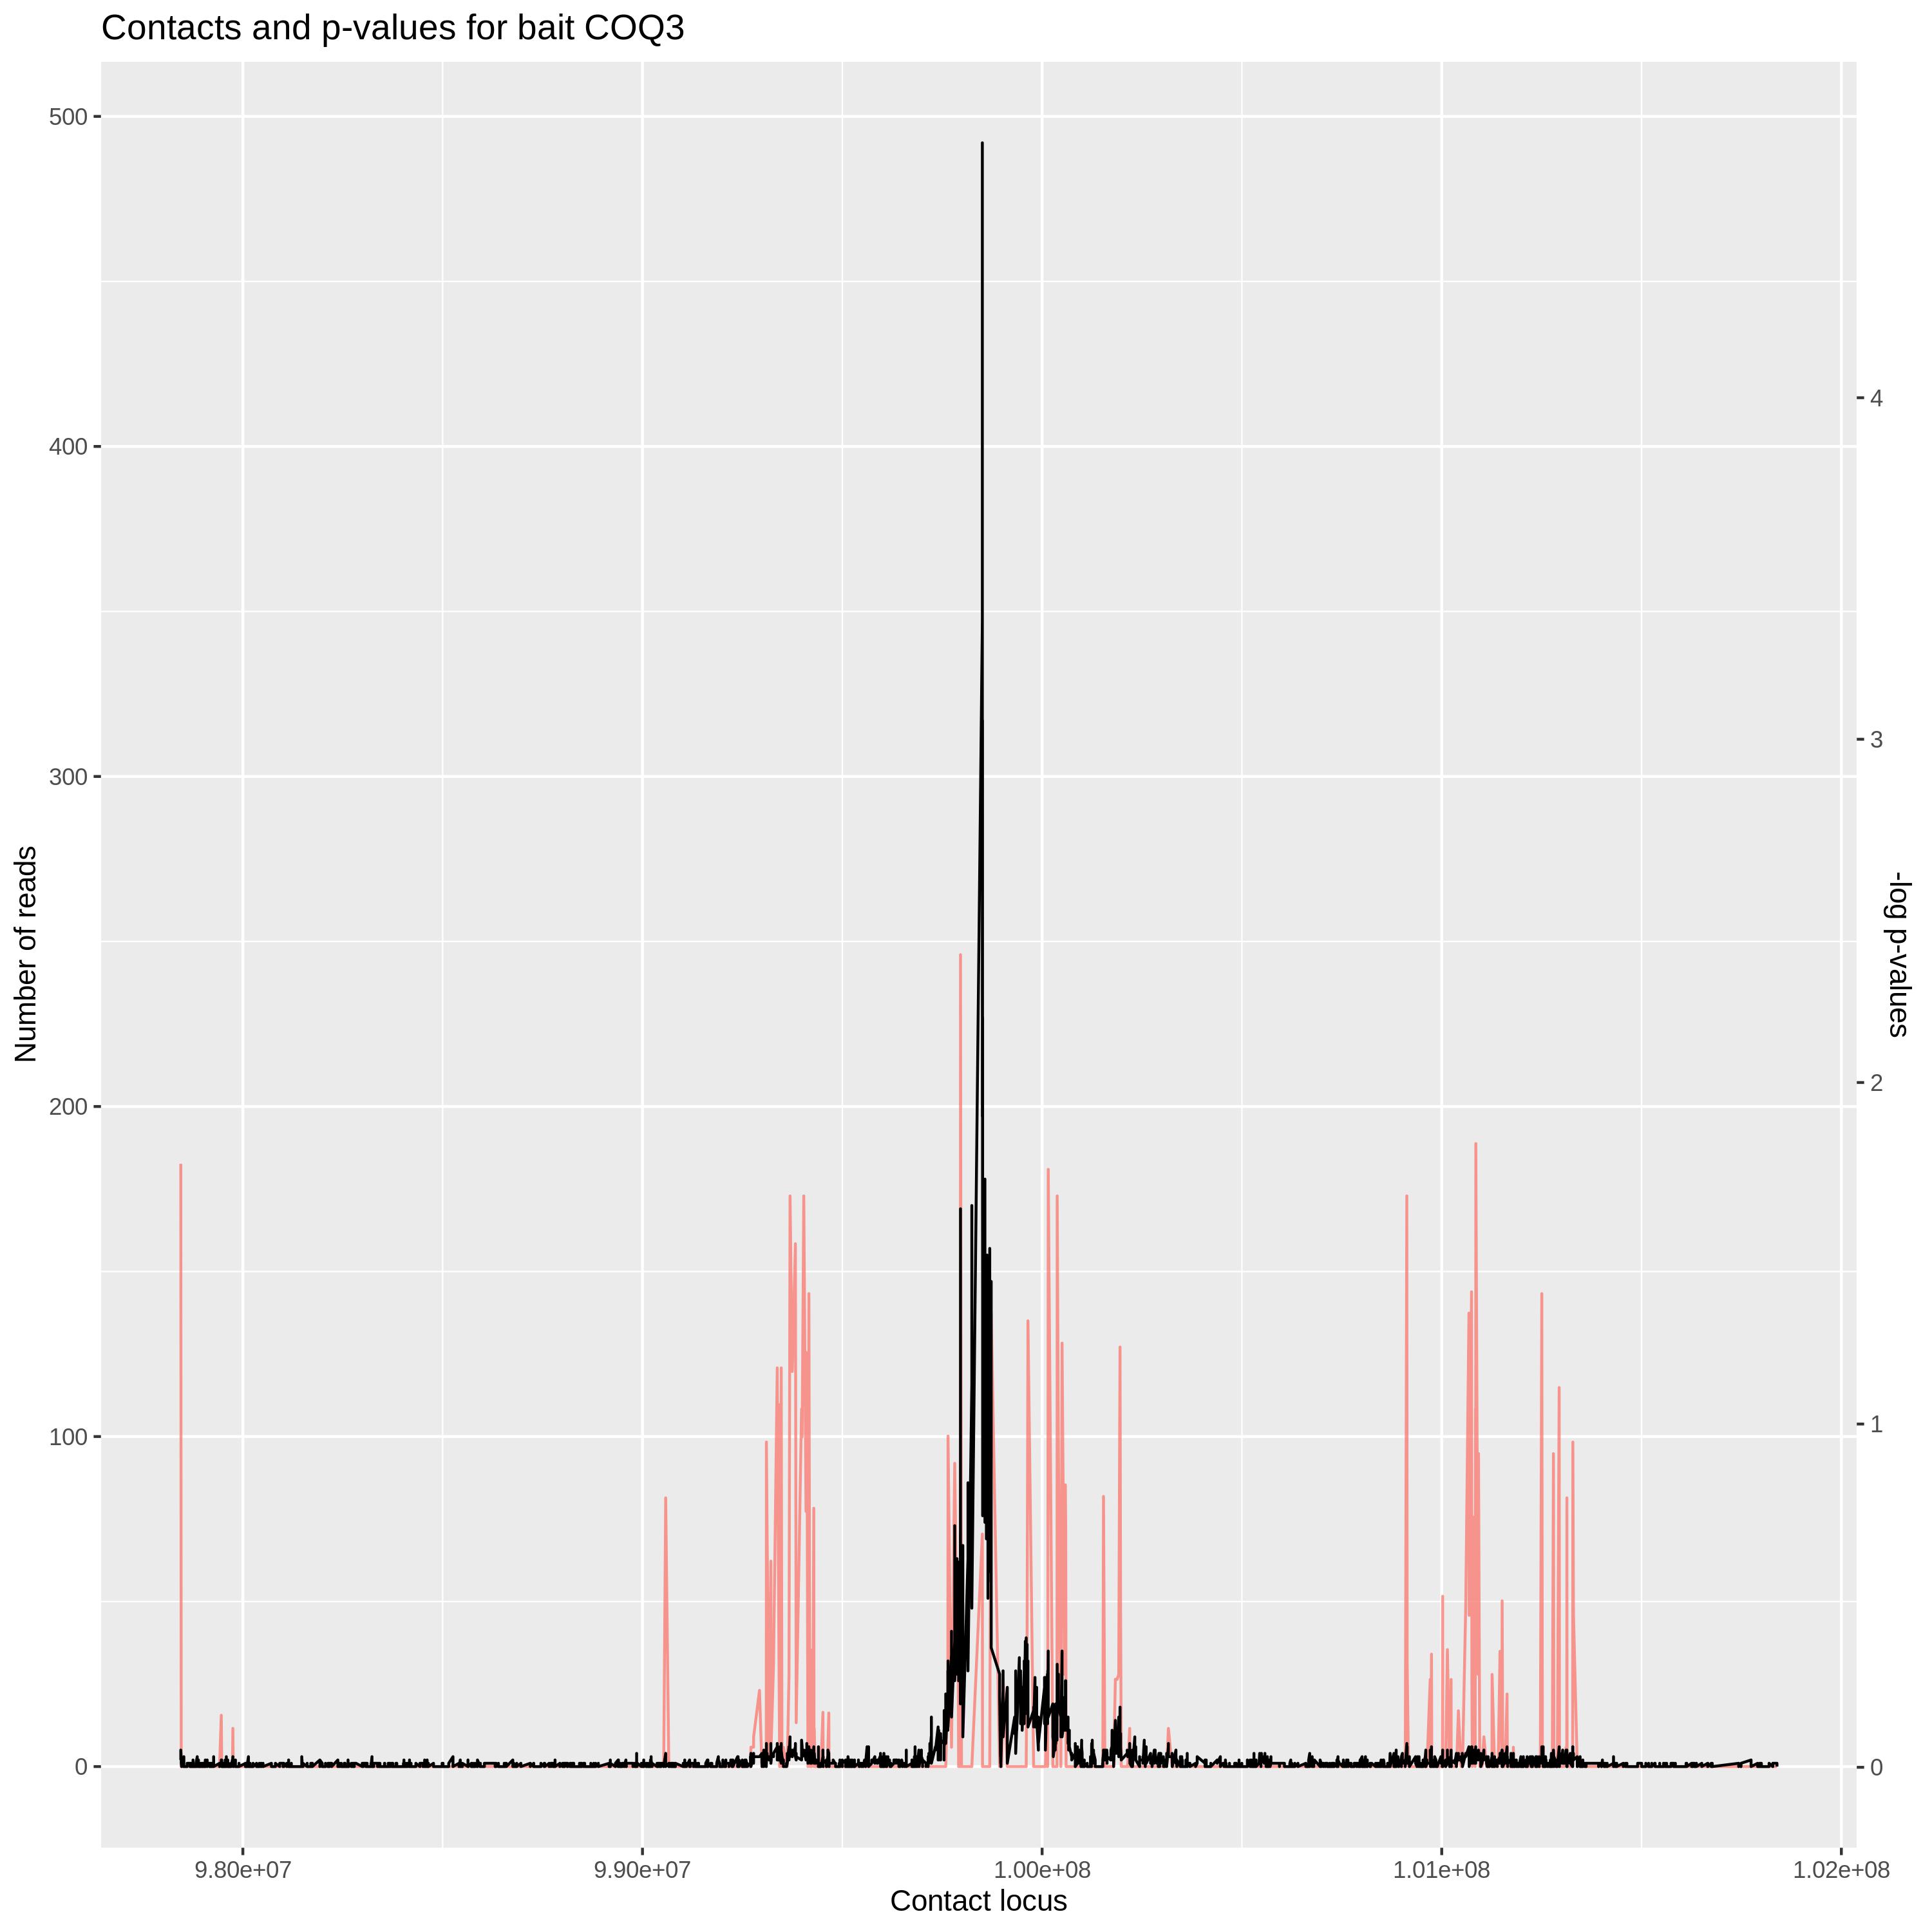 Contacts and p-values for bait COQ3
500
400
300
200
100
0
Number of reads
4
3
2
1
0
-log p-values
9.80e+07 9.90e+07 1.00e+08 1.01e+08 1.02e+08
Contact locus